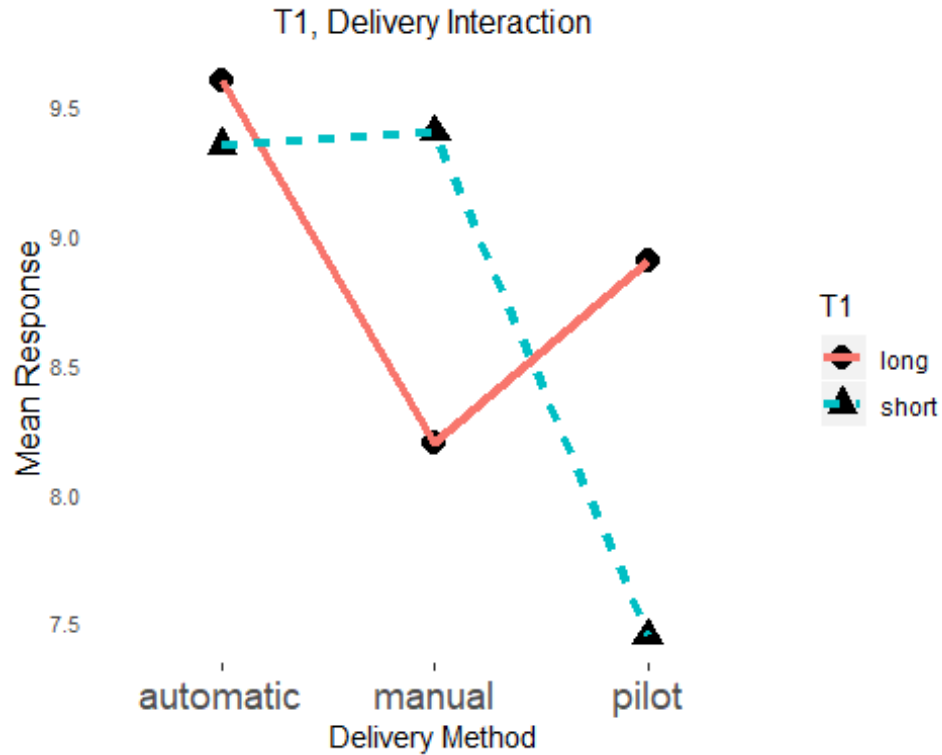 T1, Delivery Interaction
9.5
9.0
8.5
8.0
7.5
Mean Response
automatic manual pilot
Delivery Method
T1
long
short